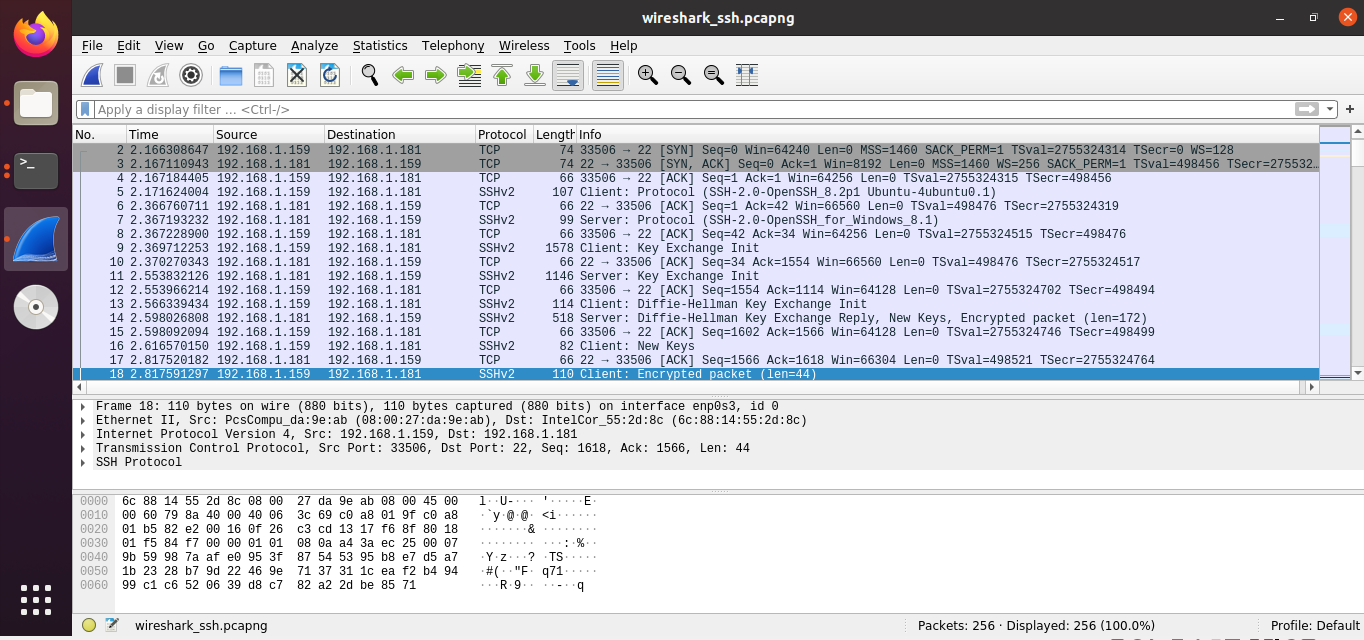 wireshark_ssh.pcapng
File Edit View Go Capture Analyze Statistics Telephony Wireless Tools Help
Apply a display filter … <Ctrl-/>
No. Time Source Destination Protocol Length Info
2 2.166308647 192.168.1.159 192.168.1.181 TCP 74 33506 → 22 [SYN] Seq=0 Win=64240 Len=0 MSS=1460 SACK_PERM=1 TSval=2755324314 TSecr=0 WS=128
3 2.167110943 192.168.1.181 192.168.1.159 TCP 74 22 → 33506 [SYN, ACK] Seq=0 Ack=1 Win=8192 Len=0 MSS=1460 WS=256 SACK_PERM=1 TSval=498456 TSecr=275532…
4 2.167184405 192.168.1.159 192.168.1.181 TCP 66 33506 → 22 [ACK] Seq=1 Ack=1 Win=64256 Len=0 TSval=2755324315 TSecr=498456
5 2.171624004 192.168.1.159 192.168.1.181 SSHv2 107 Client: Protocol (SSH-2.0-OpenSSH_8.2p1 Ubuntu-4ubuntu0.1)
6 2.366760711 192.168.1.181 192.168.1.159 TCP 66 22 → 33506 [ACK] Seq=1 Ack=42 Win=66560 Len=0 TSval=498476 TSecr=2755324319
7 2.367193232 192.168.1.181 192.168.1.159 SSHv2 99 Server: Protocol (SSH-2.0-OpenSSH_for_Windows_8.1)
8 2.367228900 192.168.1.159 192.168.1.181 TCP 66 33506 → 22 [ACK] Seq=42 Ack=34 Win=64256 Len=0 TSval=2755324515 TSecr=498476
9 2.369712253 192.168.1.159 192.168.1.181 SSHv2 1578 Client: Key Exchange Init
10 2.370270343 192.168.1.181 192.168.1.159 TCP 66 22 → 33506 [ACK] Seq=34 Ack=1554 Win=66560 Len=0 TSval=498476 TSecr=2755324517
11 2.553832126 192.168.1.181 192.168.1.159 SSHv2 1146 Server: Key Exchange Init
12 2.553966214 192.168.1.159 192.168.1.181 TCP 66 33506 → 22 [ACK] Seq=1554 Ack=1114 Win=64128 Len=0 TSval=2755324702 TSecr=498494
13 2.566339434 192.168.1.159 192.168.1.181 SSHv2 114 Client: Diffie-Hellman Key Exchange Init
14 2.598026808 192.168.1.181 192.168.1.159 SSHv2 518 Server: Diffie-Hellman Key Exchange Reply, New Keys, Encrypted packet (len=172)
15 2.598092094 192.168.1.159 192.168.1.181 TCP 66 33506 → 22 [ACK] Seq=1602 Ack=1566 Win=64128 Len=0 TSval=2755324746 TSecr=498499
16 2.616570150 192.168.1.159 192.168.1.181 SSHv2 82 Client: New Keys
17 2.817520182 192.168.1.181 192.168.1.159 TCP 66 22 → 33506 [ACK] Seq=1566 Ack=1618 Win=66304 Len=0 TSval=498521 TSecr=2755324764
18 2.817591297 192.168.1.159 192.168.1.181 SSHv2 110 Client: Encrypted packet (len=44)
Frame 18: 110 bytes on wire (880 bits), 110 bytes captured (880 bits) on interface enp0s3, id 0
Ethernet II, Src: PcsCompu_da:9e:ab (08:00:27:da:9e:ab), Dst: IntelCor_55:2d:8c (6c:88:14:55:2d:8c)
Internet Protocol Version 4, Src: 192.168.1.159, Dst: 192.168.1.181
Transmission Control Protocol, Src Port: 33506, Dst Port: 22, Seq: 1618, Ack: 1566, Len: 44
SSH Protocol
0000 6c 88 14 55 2d 8c 08 00 27 da 9e ab 08 00 45 00 l··U-··· '·····E·
0010 00 60 79 8a 40 00 40 06 3c 69 c0 a8 01 9f c0 a8 ·`y·@·@· <i······
0020 01 b5 82 e2 00 16 0f 26 c3 cd 13 17 f6 8f 80 18 ·······& ········
0030 01 f5 84 f7 00 00 01 01 08 0a a4 3a ec 25 00 07 ········ ···:·%··
0040 9b 59 98 7a af e0 95 3f 87 54 53 95 b8 e7 d5 a7 ·Y·z···? ·TS·····
0050 1b 23 28 b7 9d 22 46 9e 71 37 31 1c ea f2 b4 94 ·#(··"F· q71·····
0060 99 c1 c6 52 06 39 d8 c7 82 a2 2d be 85 71 ···R·9·· ··-··q
wireshark_ssh.pcapng Packets: 256 · Displayed: 256 (100.0%) Profile: Default